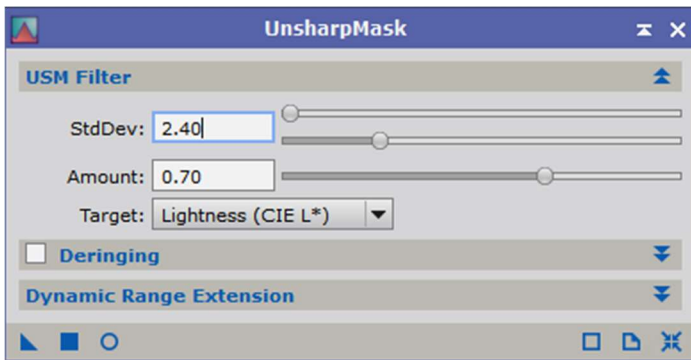 UnsharpMask
USM Filter
StdDev: 2.40
Amount: 0.70
Target: Lightness (CIE L*)
Deringing
Dynamic Range Extension